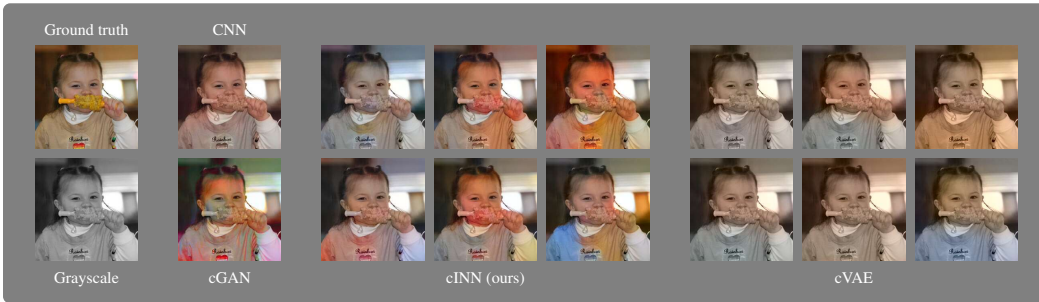 Ground truth
CNN
Grayscale
cGAN
cINN (ours)
cVAE